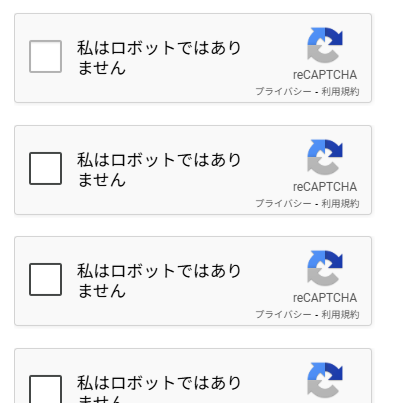 私はロボットではあり
ません
reCAPTCHA
プライバシー - 利用規約
私はロボットではあり
ません
reCAPTCHA
プライバシー - 利用規約
私はロボットではあり
ません
reCAPTCHA
プライバシー - 利用規約
私はロボットではあり
ません